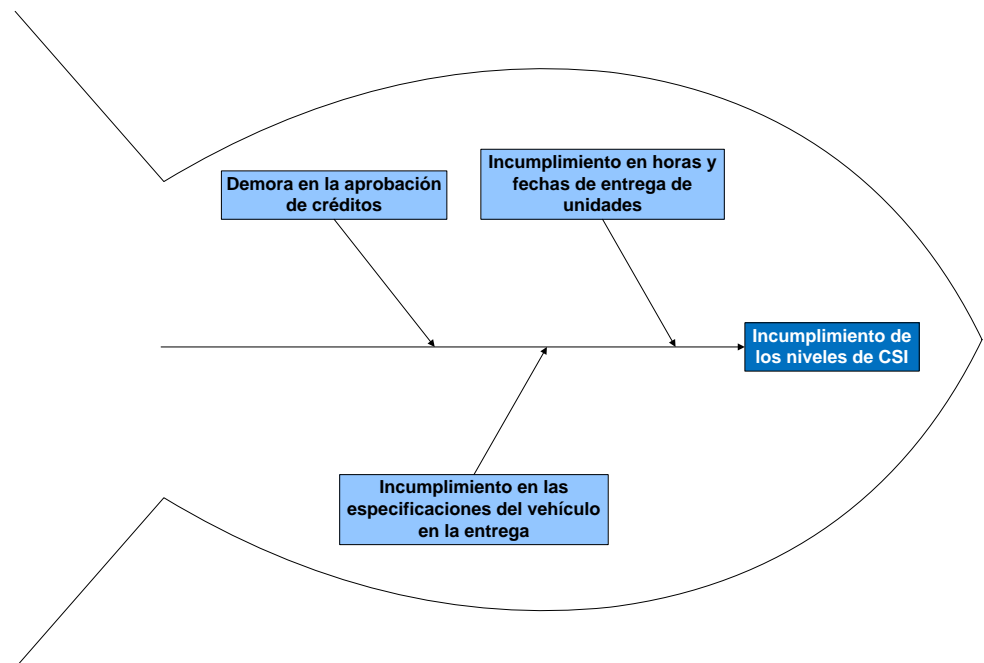 Demora en la aprobación
de créditos
Incumplimiento en horas y
fechas de entrega de
unidades
Incumplimiento de
los niveles de CSI
Incumplimiento en las
especificaciones del vehículo
en la entrega